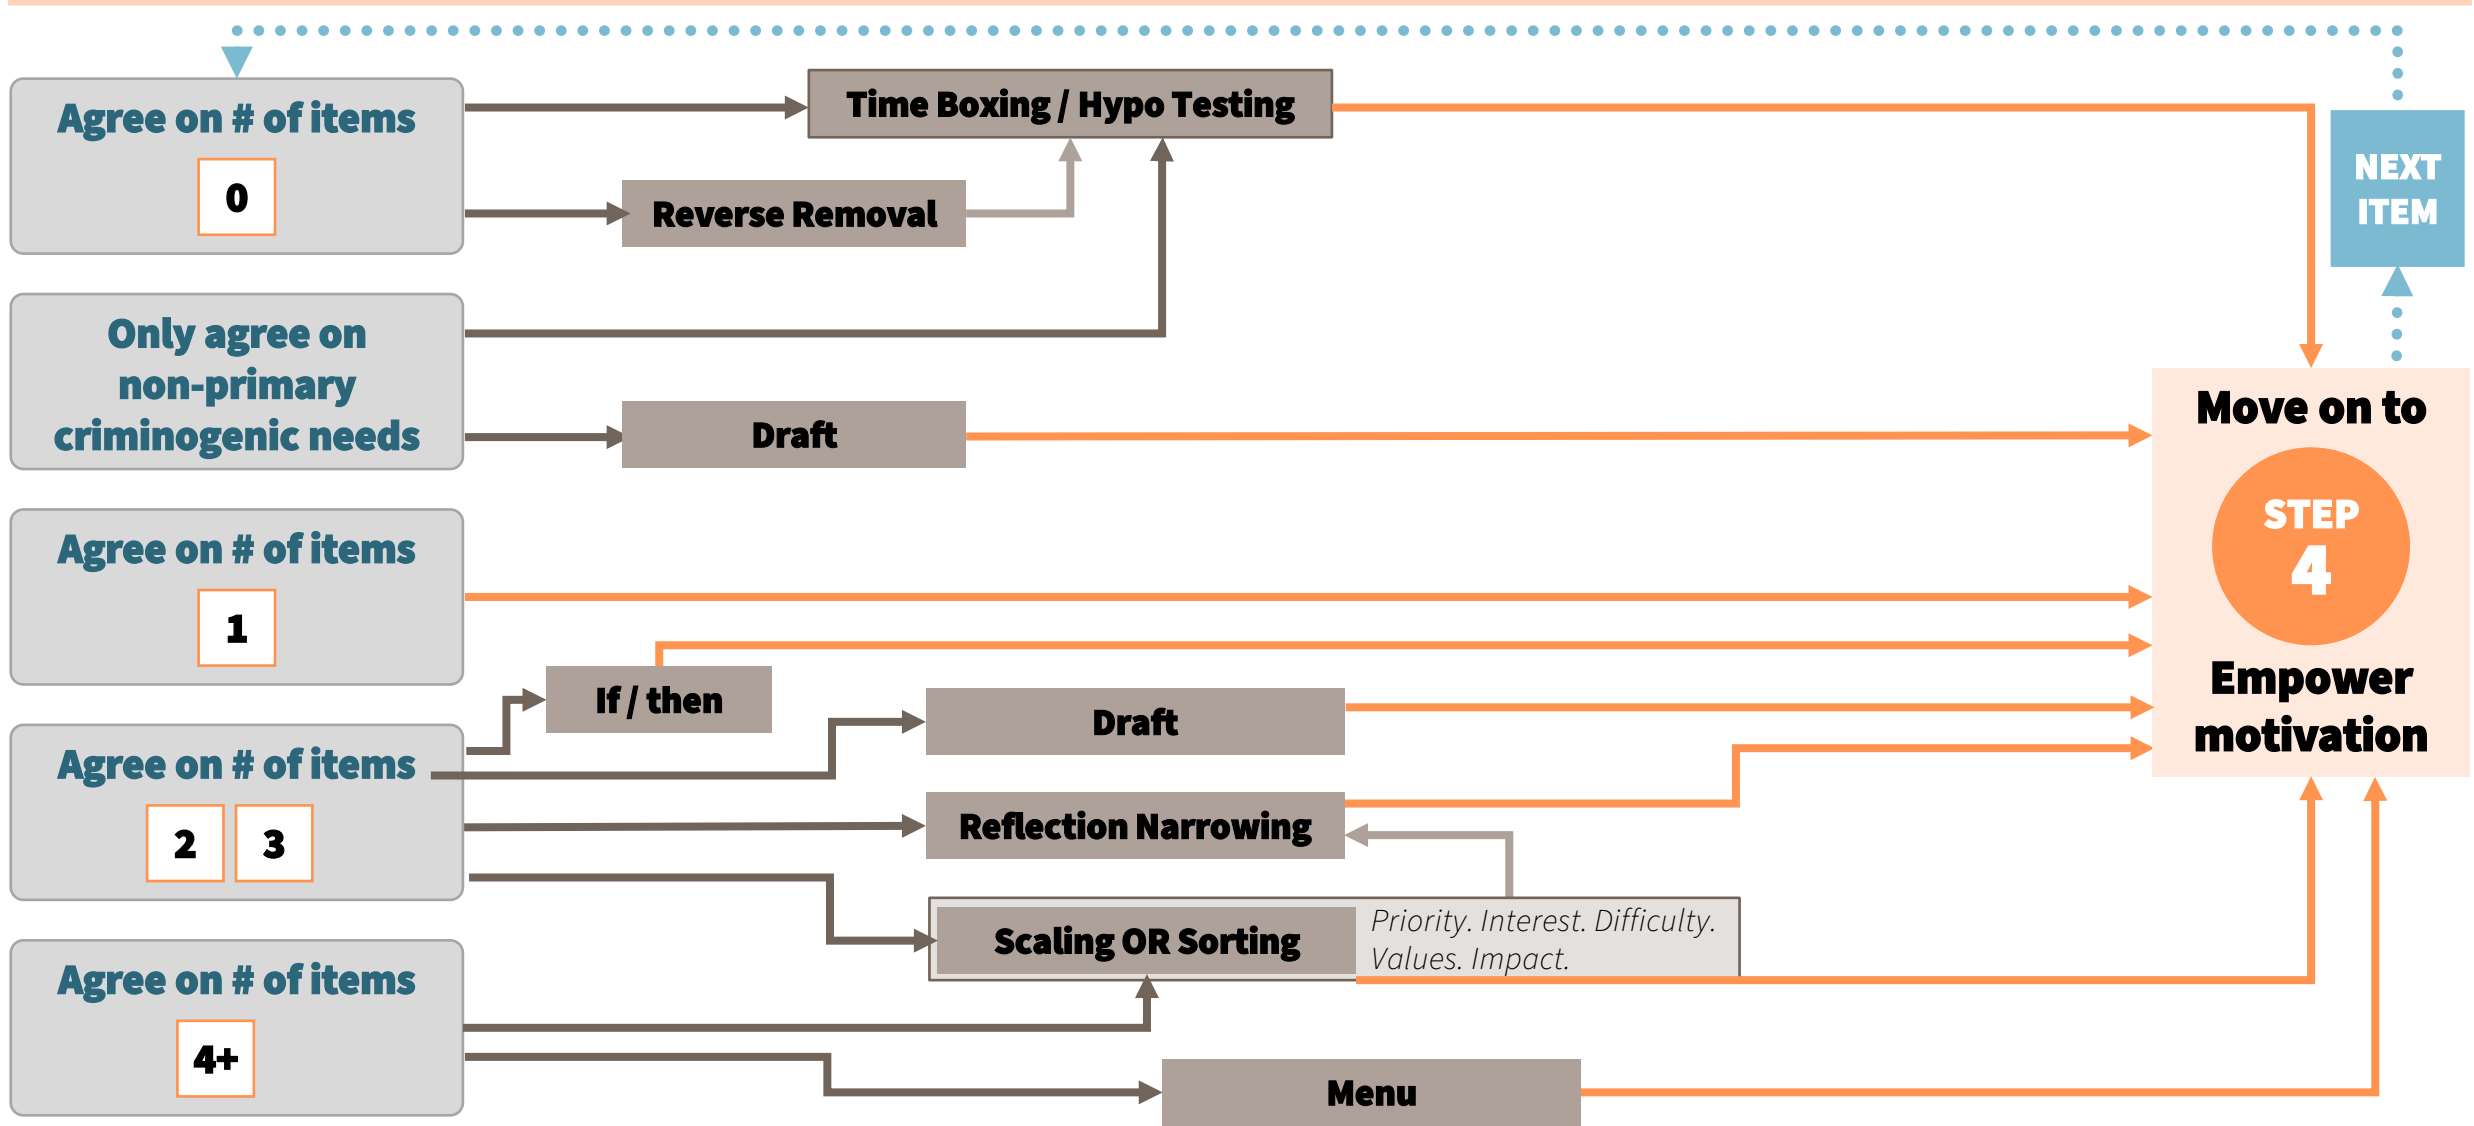 Agree on # of items
0
Time Boxing / Hypo Testing
Reverse Removal
NEXT
ITEM
Only agree on
non-primary
criminogenic needs
Draft
Move on to
STEP
4
Empower
motivation
Agree on # of items
1
If / then
Draft
Agree on # of items
2 3
Reflection Narrowing
Scaling OR Sorting
Priority. Interest. Difficulty.
Values. Impact.
Agree on # of items
4+
Menu